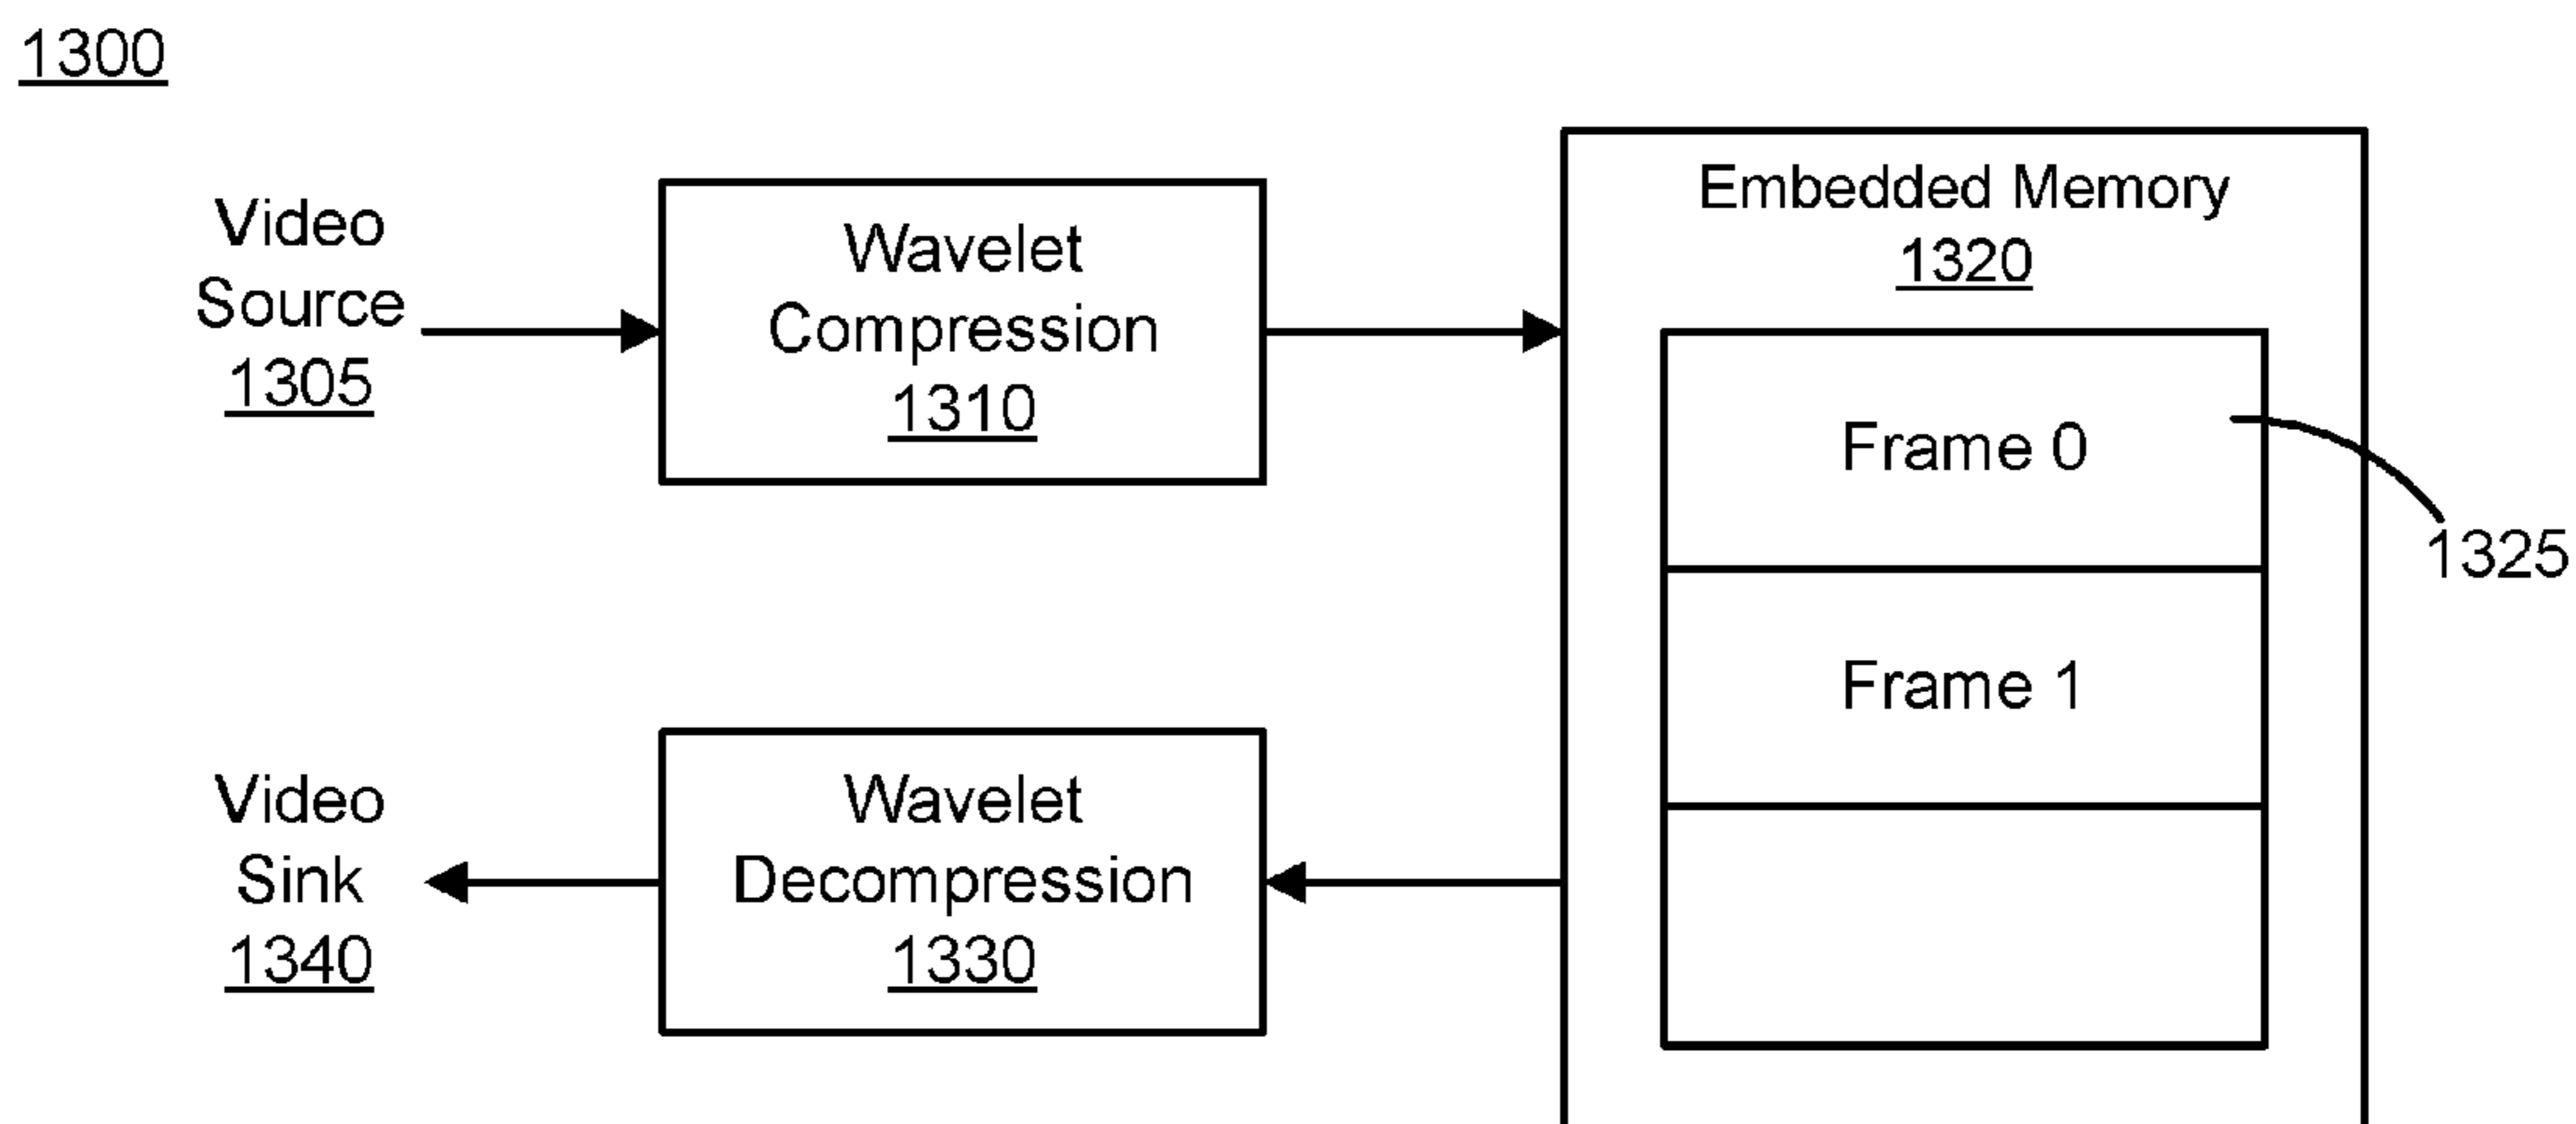 1300
Video
Source
1305
Wavelet
Compression
1310
Embedded Memory
1320
Frame 0
1325
Frame 1
Video
Sink
1340
Wavelet
Decompression
1330